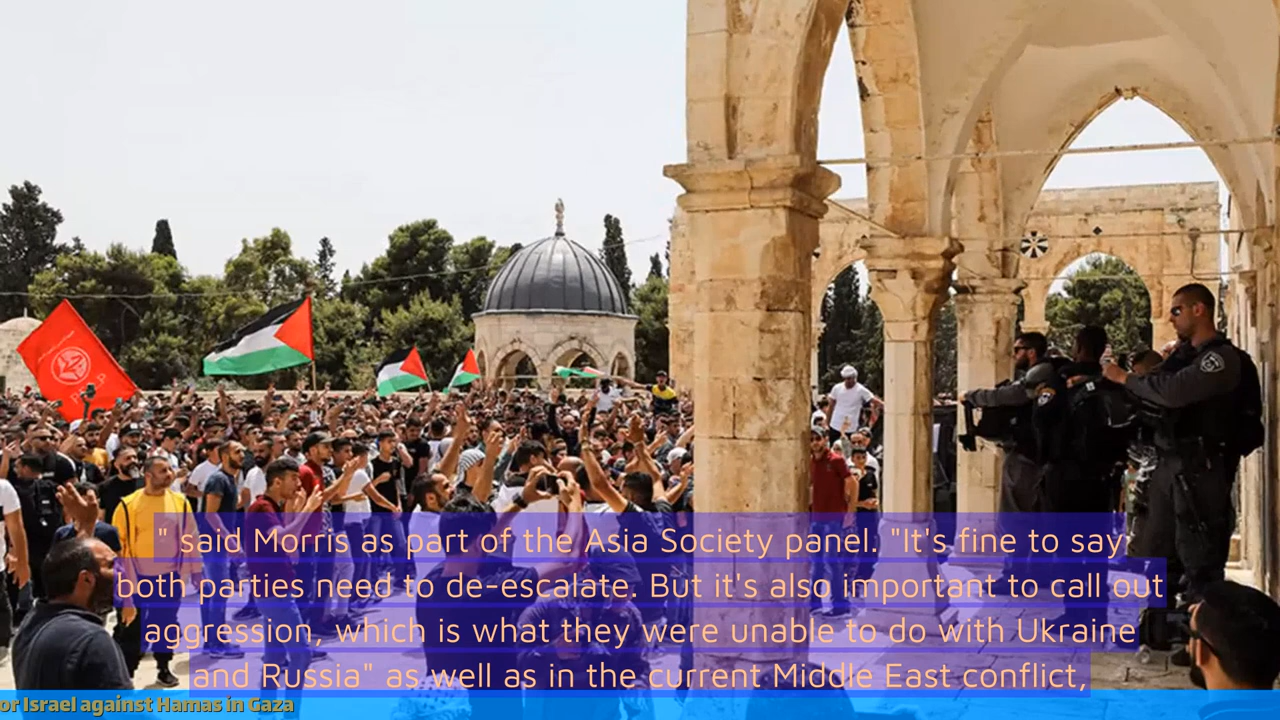 " said Morris as part of the Asia Society panel. "It's fine to say
both parties need to de-escalate. But it's also important to call out
aggression, which is what they were unable to do with Ukraine
and Russia" as well as in the current Middle East conflict,
or Israel against Hamas in Gaza